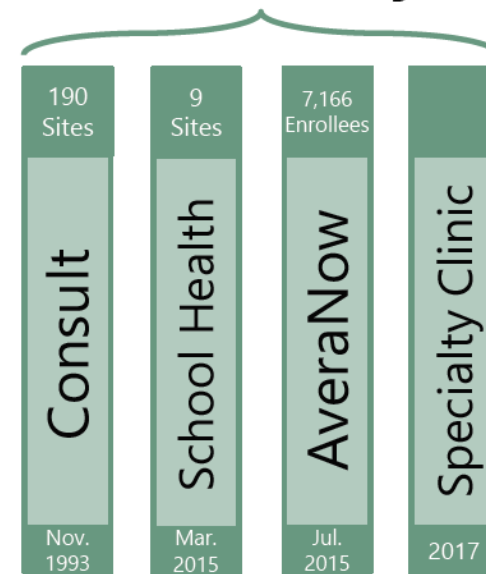 190
Sites
Consult
Nov.
1993
9
Sites
School Health
Mar.
2015
7,166
Enrollees
AveraNow
Jul.
2015
Specialty Clinic
2017